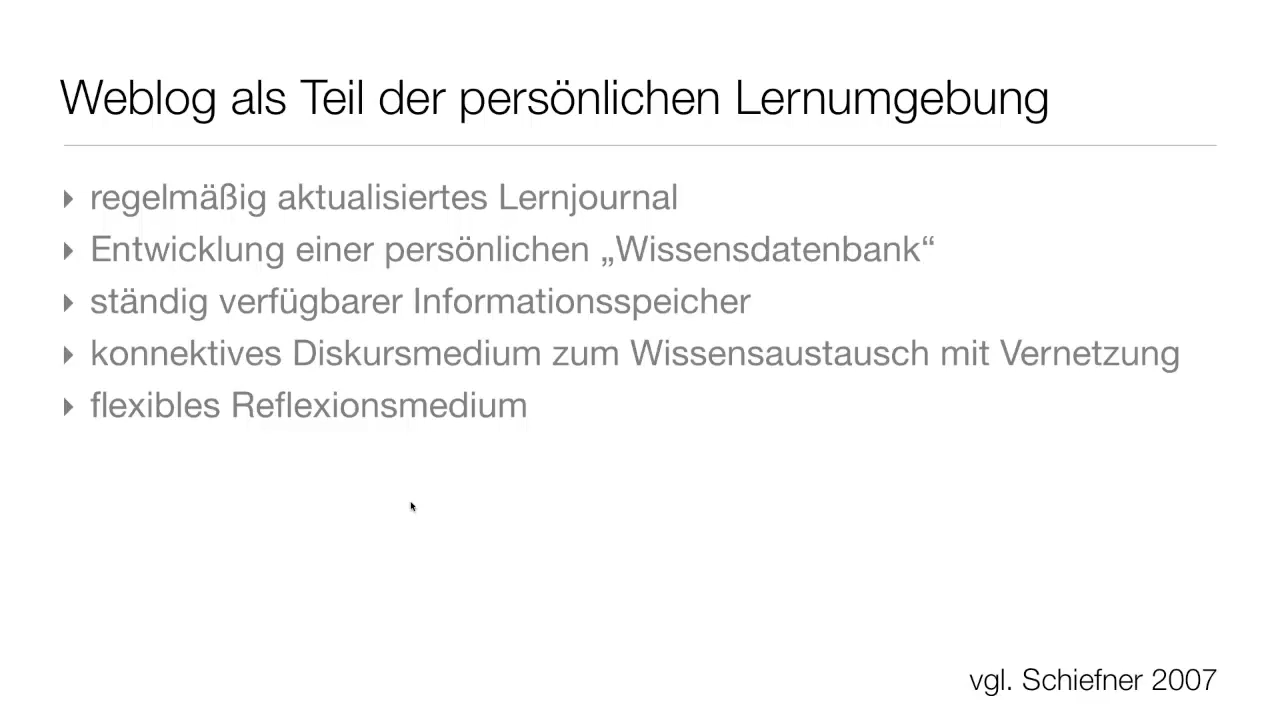 Weblog als Teil der persönlichen Lernumgebung
regelmäßig aktualisiertes Lernjournal
Entwicklung einer persönlichen „Wissensdatenbank“
ständig verfügbarer Informationsspeicher
konnektives Diskursmedium zum Wissensaustausch mit Vernetzung
flexibles Reflexionsmedium
vgl. Schiefner 2007